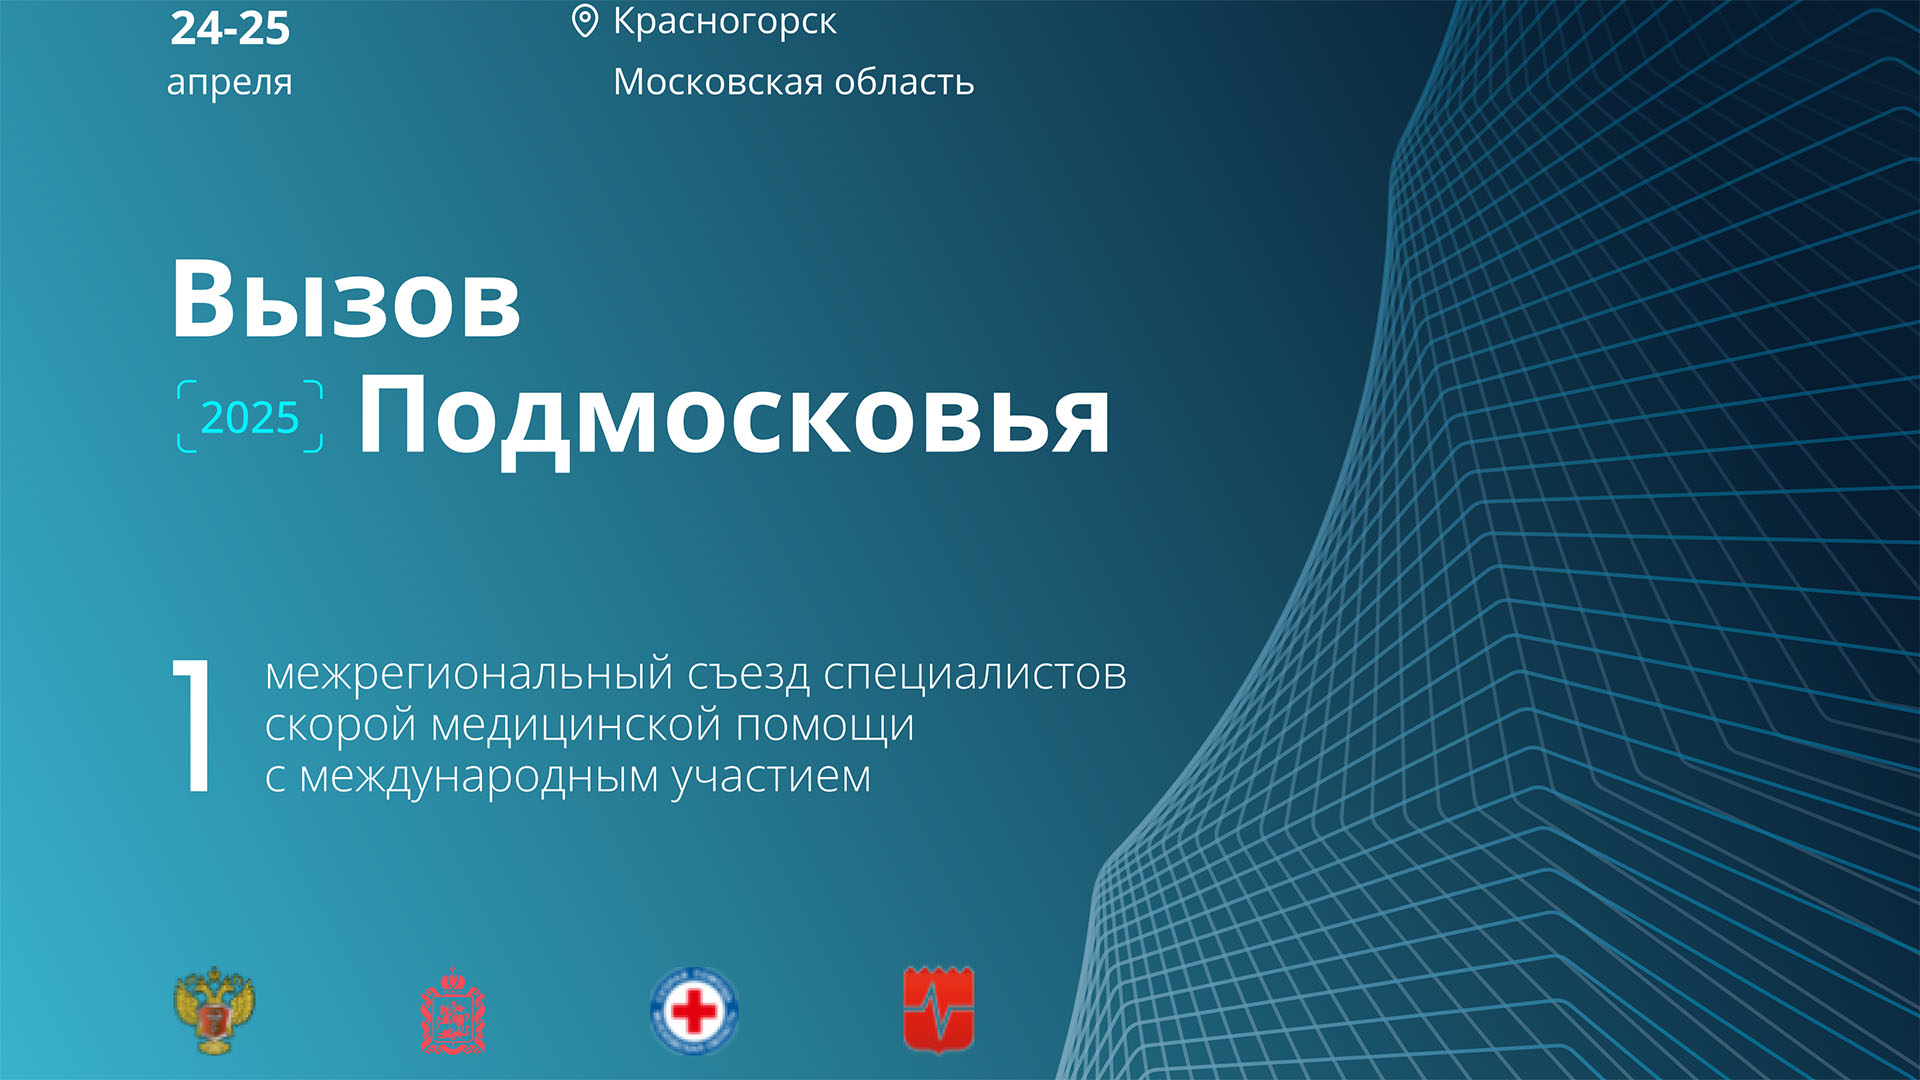 24-25
апреля
Красногорск
Московская область
Вызов
2025 Подмосковья
1
межрегиональный съезд специалистов
скорой медицинской помощи
с международным участием